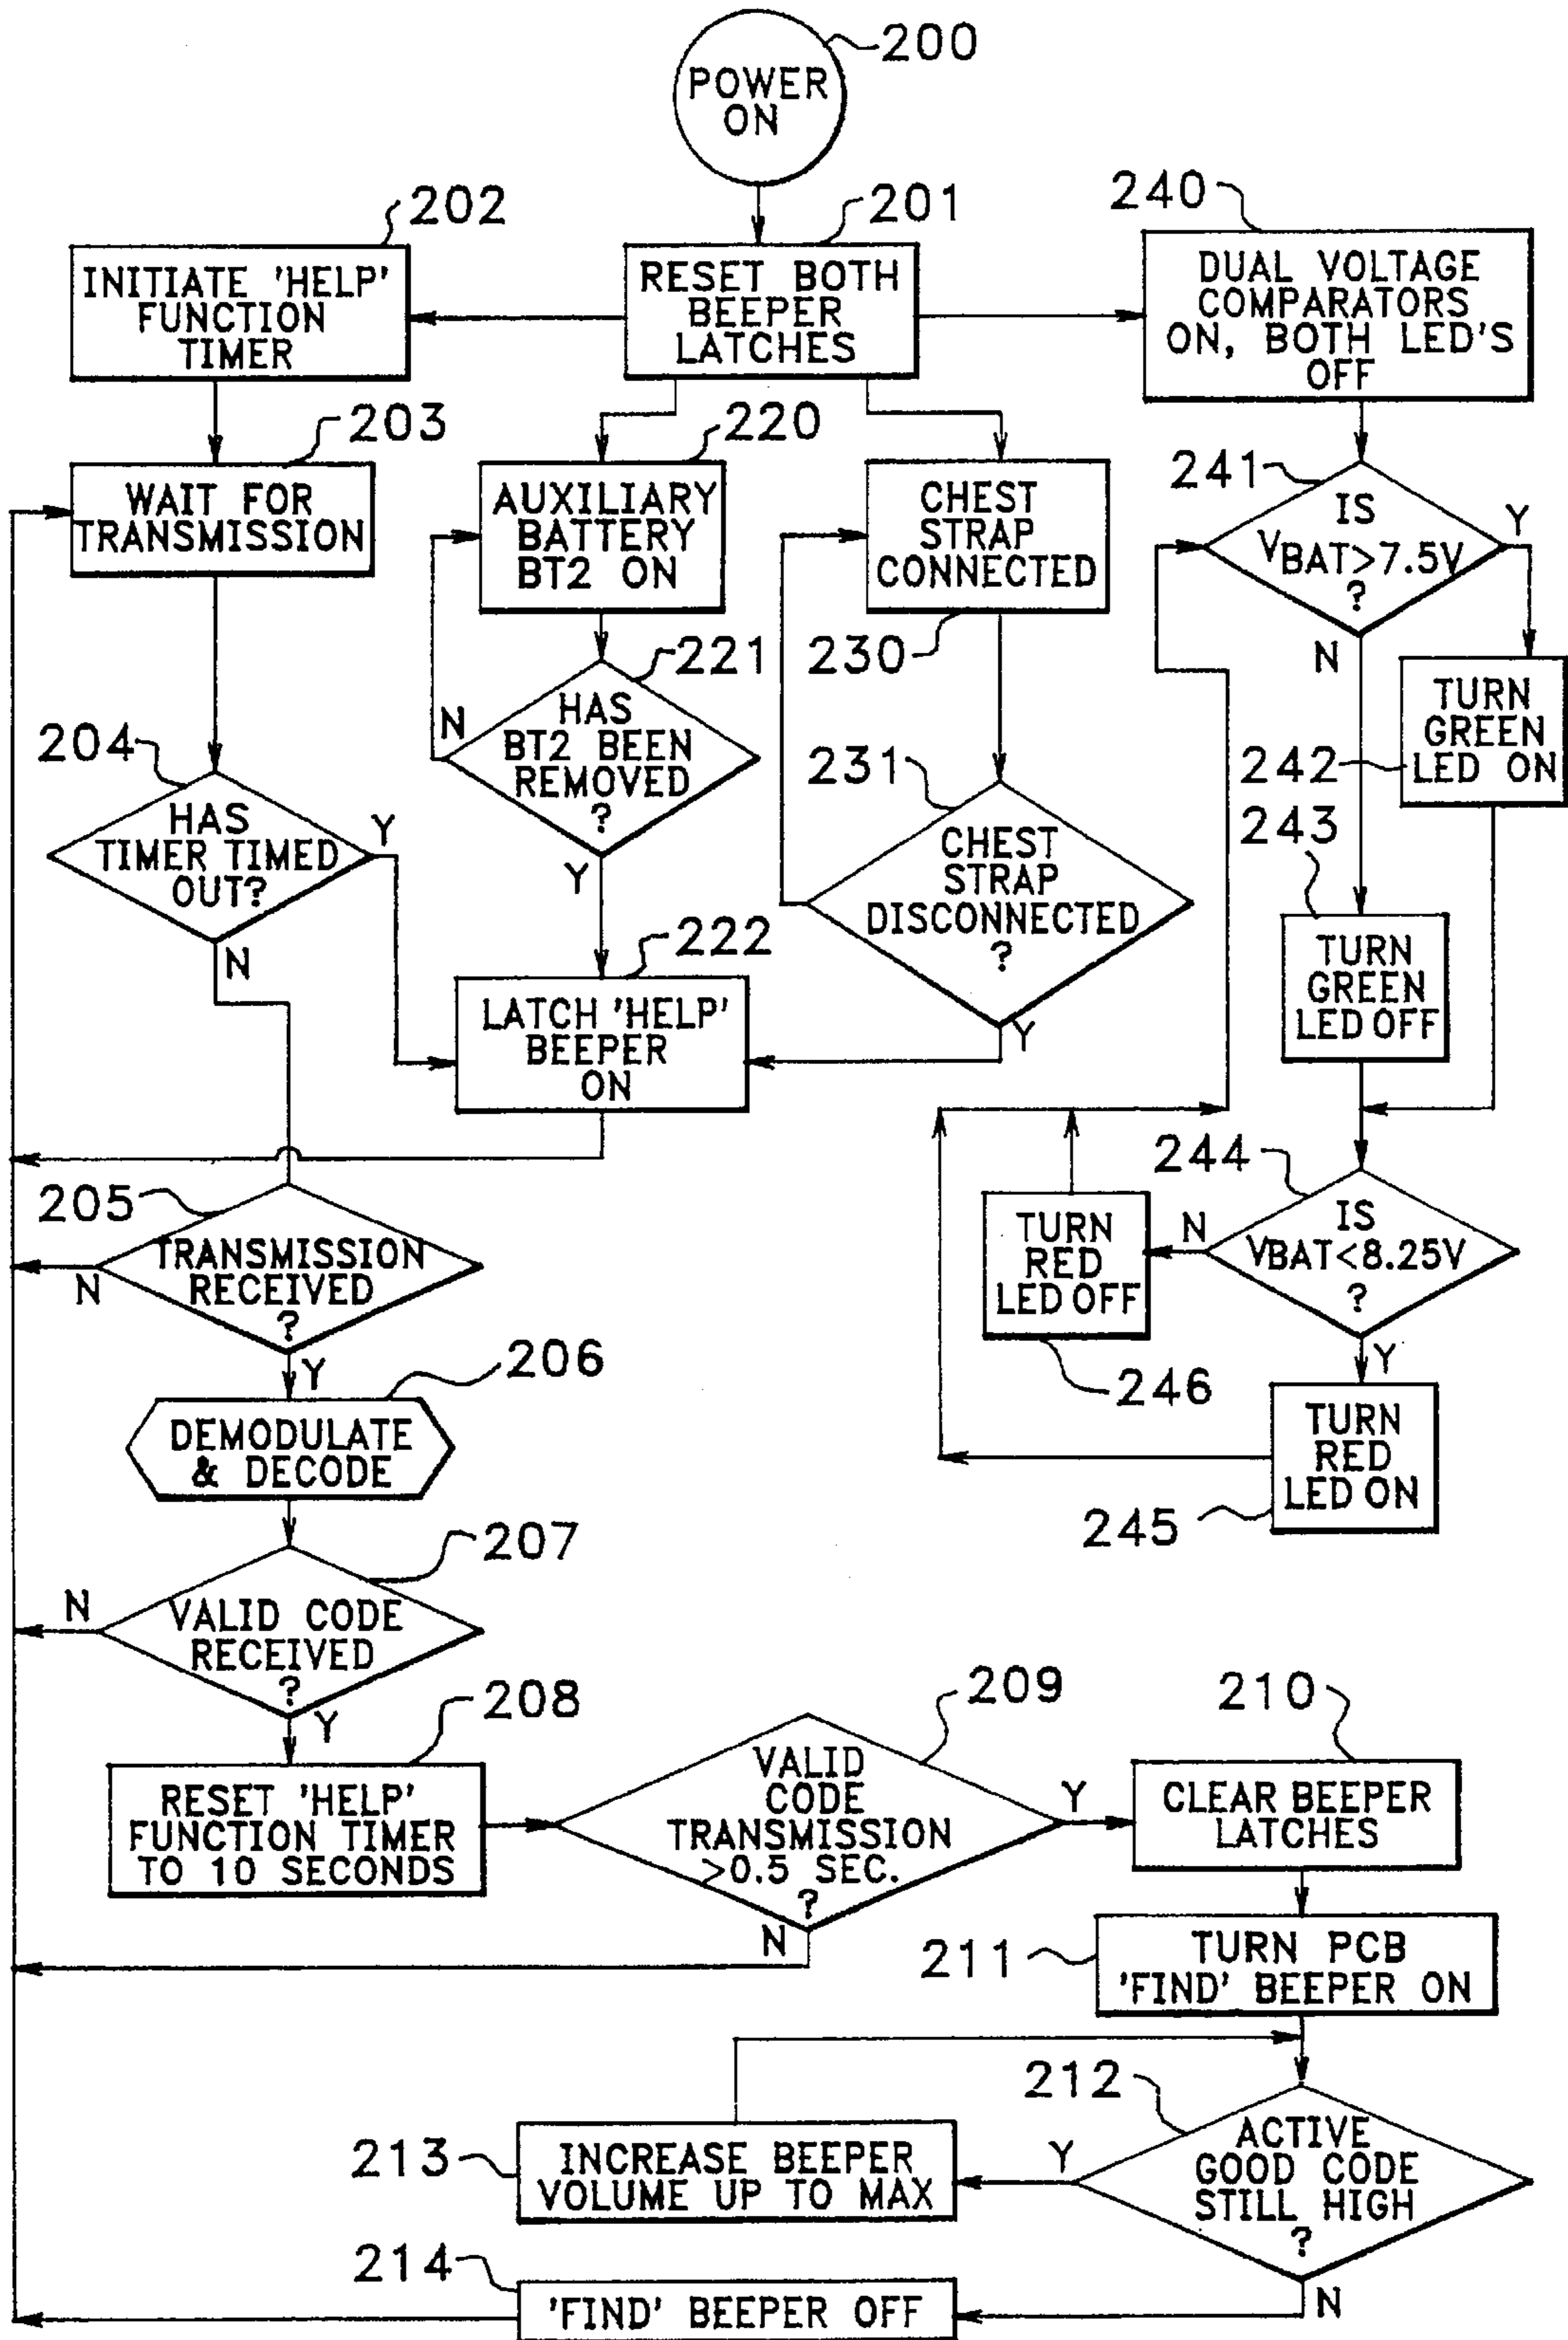 200
POWER
ON
202
INITIATE 'HELP'
FUNCTION
TIMER
201
RESET BOTH
BEEPER
LATCHES
240
DUAL VOLTAGE
COMPARATORS
ON, BOTH LED'S
OFF
203
WAIT FOR
TRANSMISSION
220
AUXILIARY
BATTERY
BT2 ON
CHEST
STRAP
CONNECTED
230
241
IS
VBAT>7.5V
?
Y
N
221
HAS
BT2 BEEN
REMOVED
?
N
Y
TURN
GREEN
LED ON
242
204
HAS
TIMER TIMED
OUT?
Y
N
231
CHEST
STRAP
DISCONNECTED
?
Y
243
TURN
GREEN
LED OFF
222
LATCH 'HELP'
BEEPER
ON
205
TRANSMISSION
RECEIVED
?
N
Y
244
IS
VBAT<8.25V
?
N
Y
TURN
RED
LED OFF
246
TURN
RED
LED ON
245
206
DEMODULATE
& DECODE
207
VALID CODE
RECEIVED
?
N
Y
208
RESET 'HELP'
FUNCTION TIMER
TO 10 SECONDS
209
VALID
CODE
TRANSMISSION
>0.5 SEC.
?
Y
N
210
CLEAR BEEPER
LATCHES
211
TURN PCB
'FIND' BEEPER ON
212
ACTIVE
GOOD CODE
STILL HIGH
?
Y
N
213
INCREASE BEEPER
VOLUME UP TO MAX
214
'FIND' BEEPER OFF